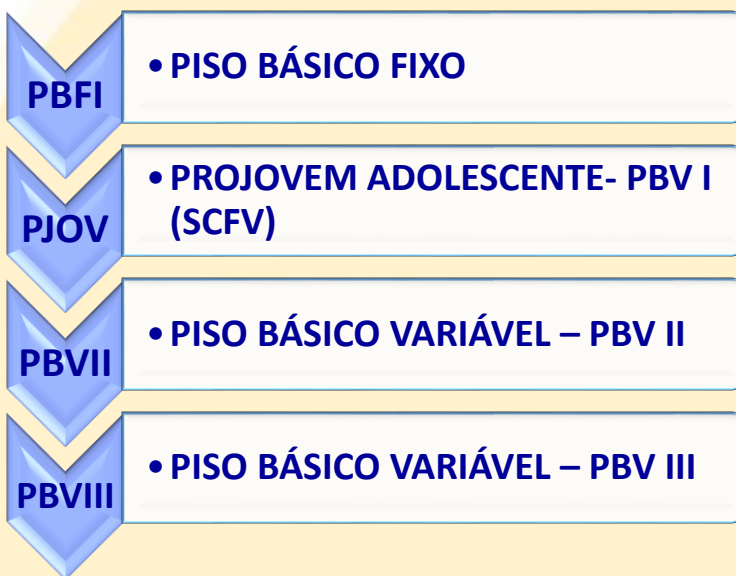 PBFI
• PISO BÁSICO FIXO
PJOV
• PROJOVEM ADOLESCENTE- PBV I
(SCFV)
PBVII
• PISO BÁSICO VARIÁVEL – PBV II
PBVIII
• PISO BÁSICO VARIÁVEL – PBV III